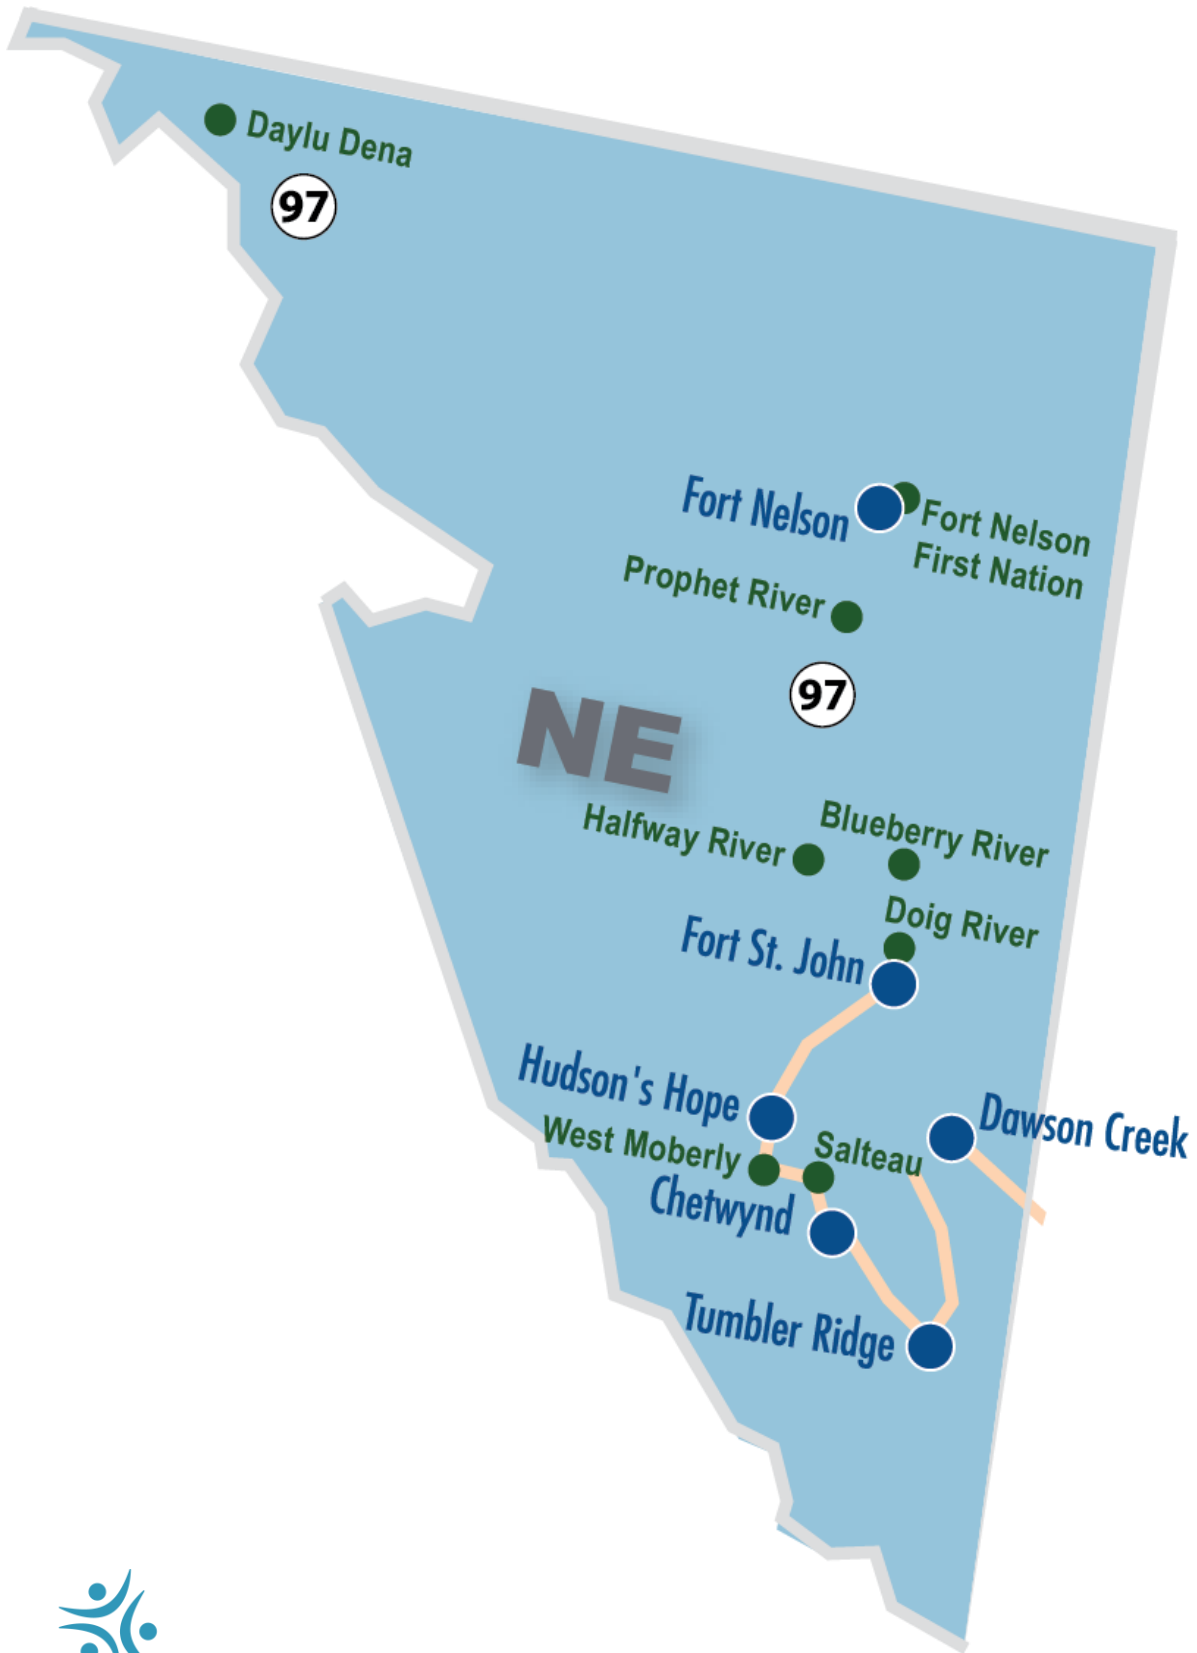 Daylu Dena
97
Fort Nelson
Fort Nelson
First Nation
Prophet River
97
NE
Blueberry River
Halfway River
Doig River
Fort St. John
Hudson's Hope
Dawson Creek
West Moberly
Salteau
Chetwynd
Tumbler Ridge